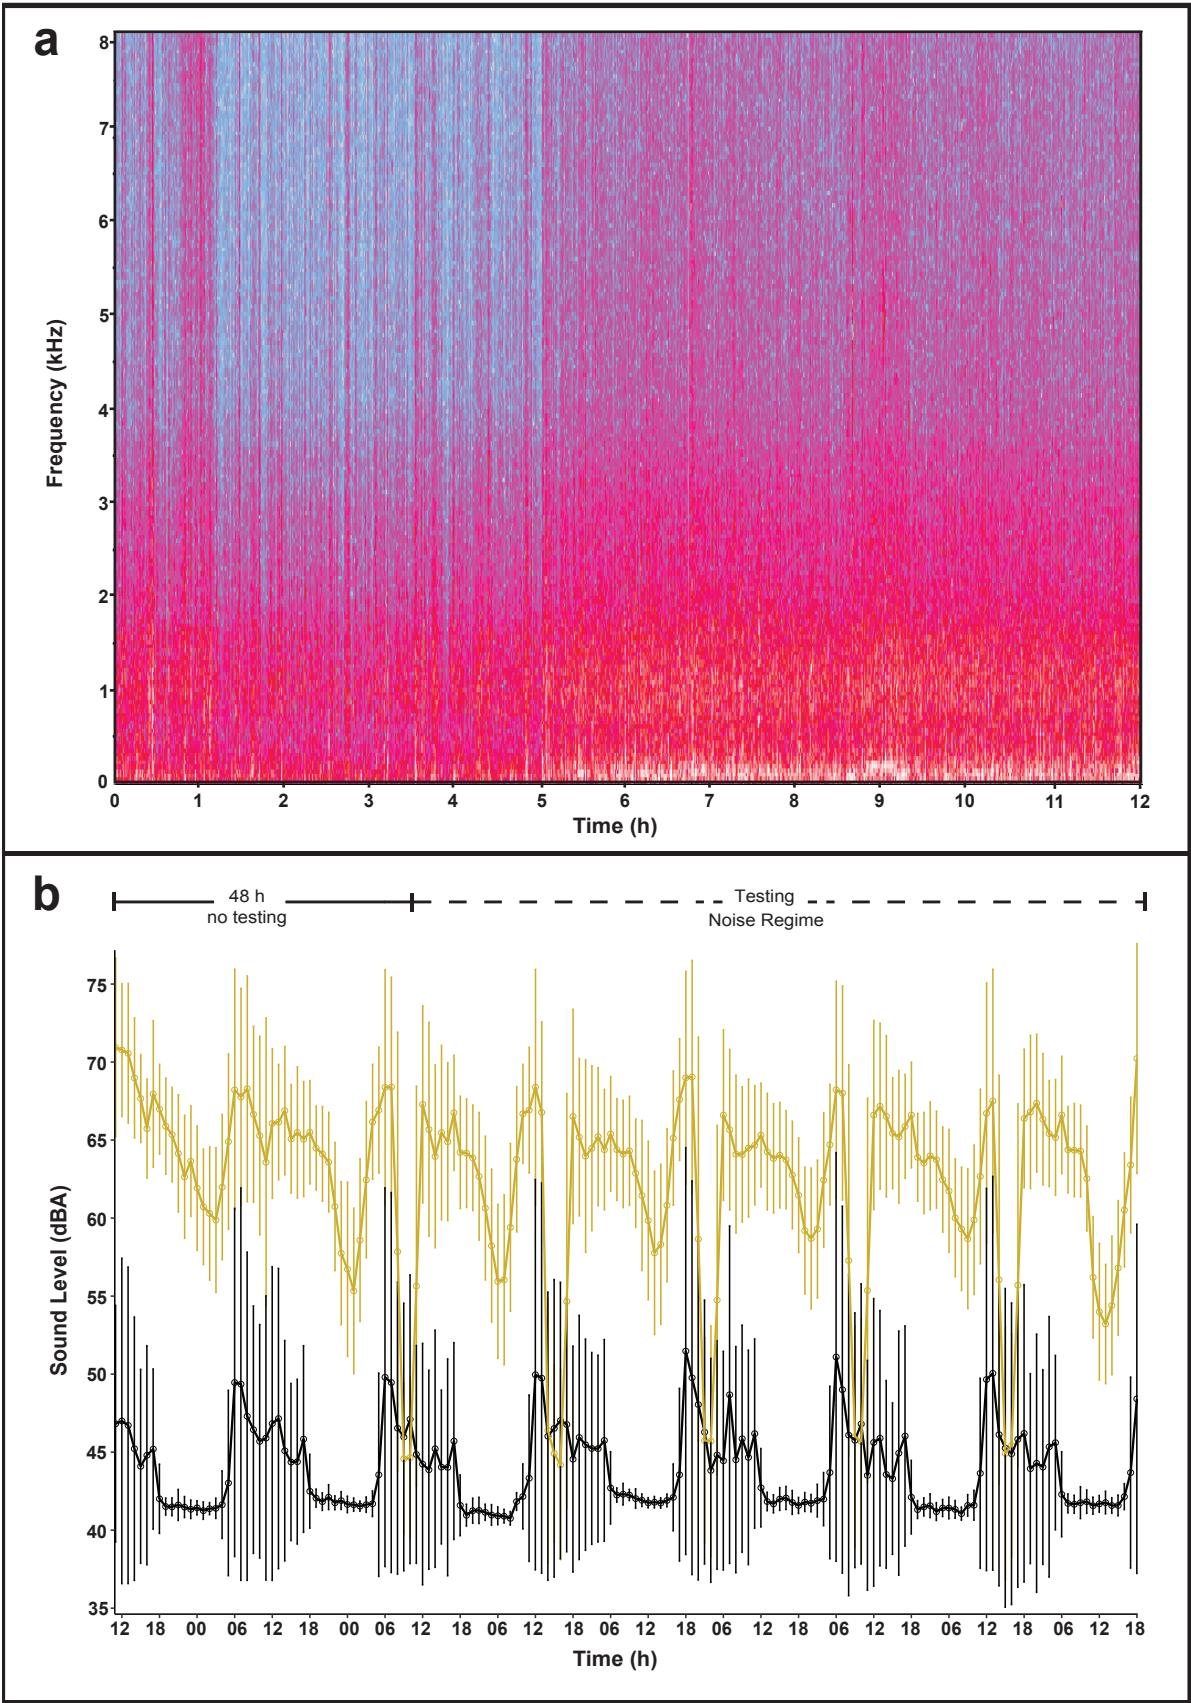 a
8
7
6
5
4
3
2
1
0
Frequency (kHz)
0 1 2 3 4 5 6 7 8 9 10 11 12
Time (h)
b
48 h
no testing
Testing
Noise Regime
75
70
65
60
55
50
45
40
35
Sound Level (dBA)
12 18 00 06 12 18 00 06 12 18 06 12 18 06 12 18 06 12 18 06 12 18 06 12 18 06 12 18
Time (h)